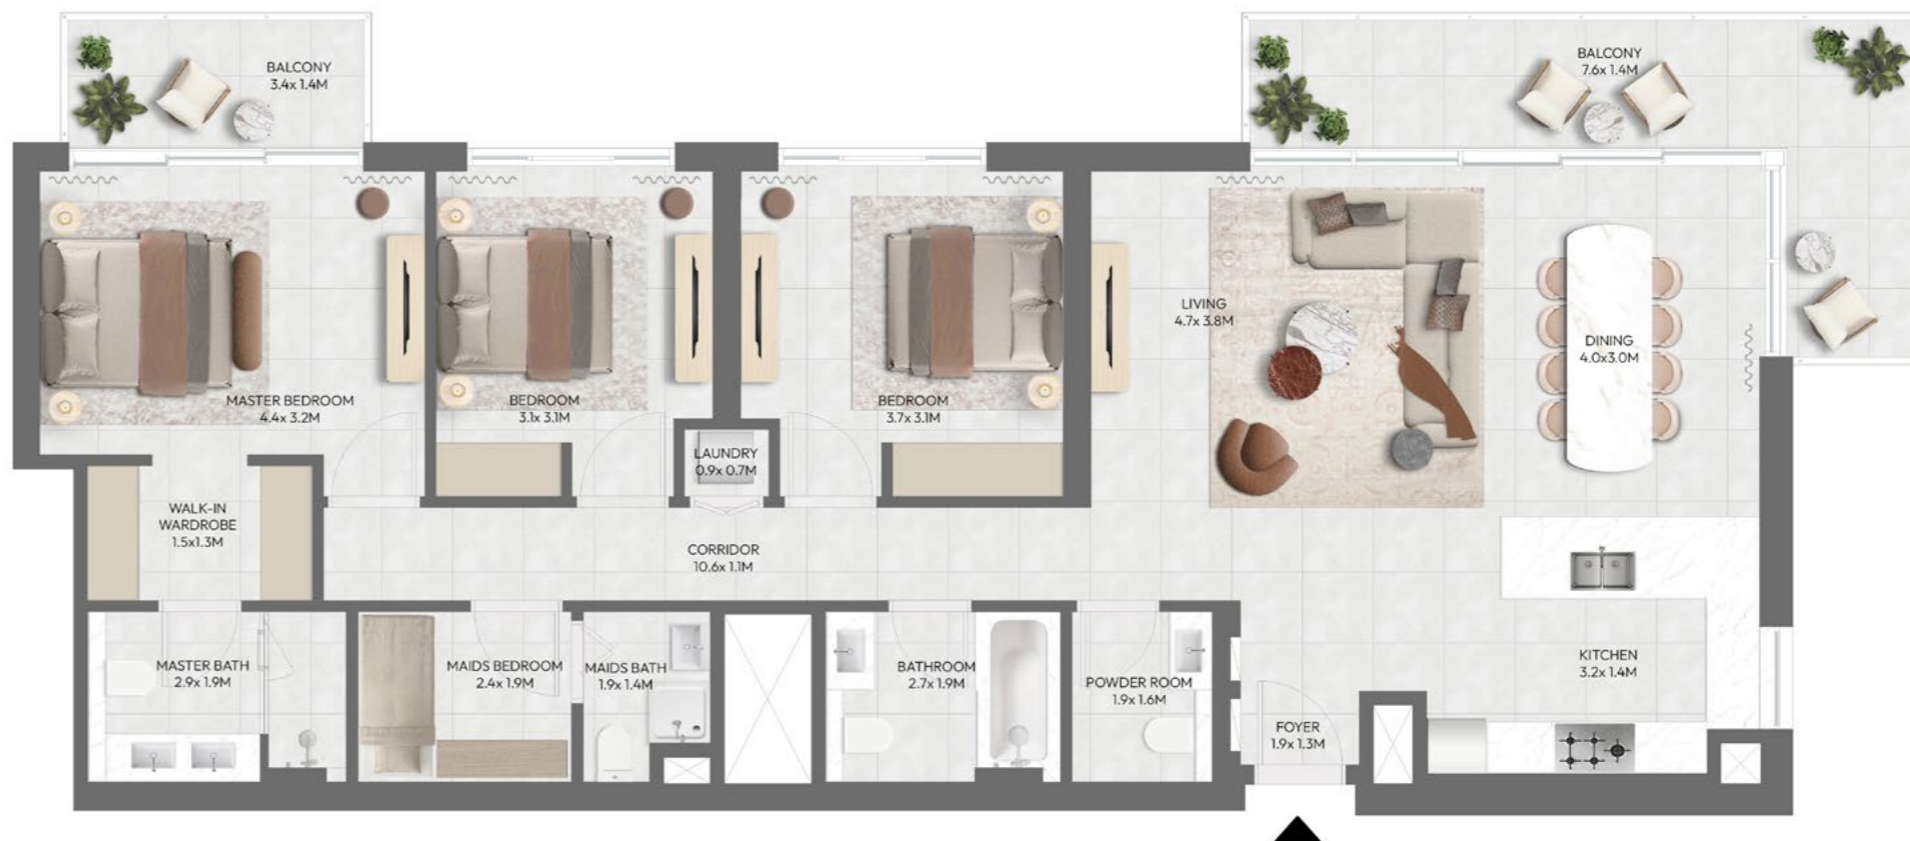 BALCONY
3.4x 1.4M
BALCONY
7.6x 1.4M
LIVING
4.7x 3.8M
DINING
4.0x3.0M
MASTER BEDROOM
4.4x 3.2M
BEDROOM
3.1x 3.1M
BEDROOM
3.7x 3.1M
LAUNDRY
0.9x 0.7M
WALK-IN
WARDROBE
1.5x1.3M
CORRIDOR
10.6x 1.1M
MASTER BATH
2.9x 1.9M
MAIDS BEDROOM
2.4x 1.9M
MAIDS BATH
1.9x 1.4M
BATHROOM
2.7x 1.9M
POWDER ROOM
1.9x 1.6M
KITCHEN
3.2x 1.4M
FOYER
1.9x 1.3M